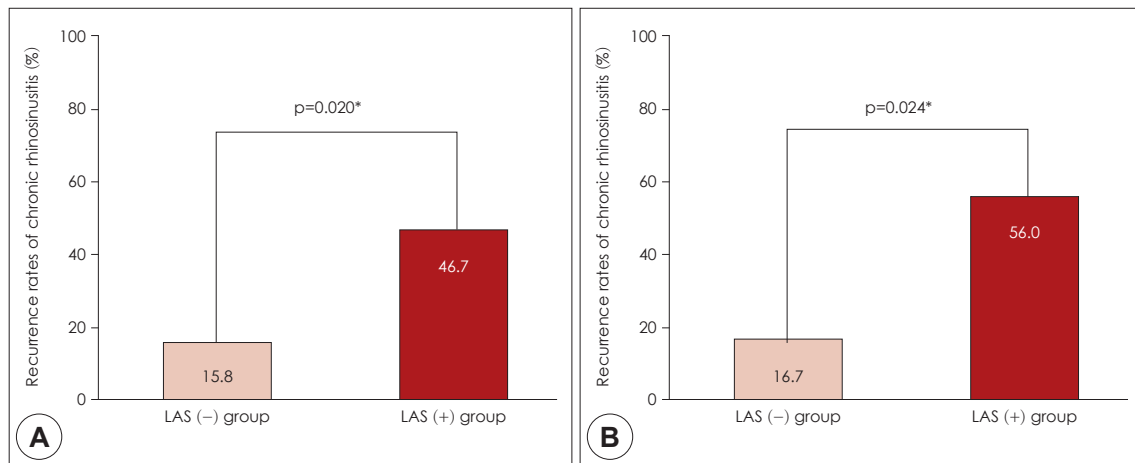 Recurrence rates of chronic rhinosinusitis (%)
100
80
60
40
20
0
p=0.020*
15.8
46.7
LAS (−) group
LAS (+) group
A
Recurrence rates of chronic rhinosinusitis (%)
100
80
60
40
20
0
p=0.024*
16.7
56.0
LAS (−) group
LAS (+) group
B